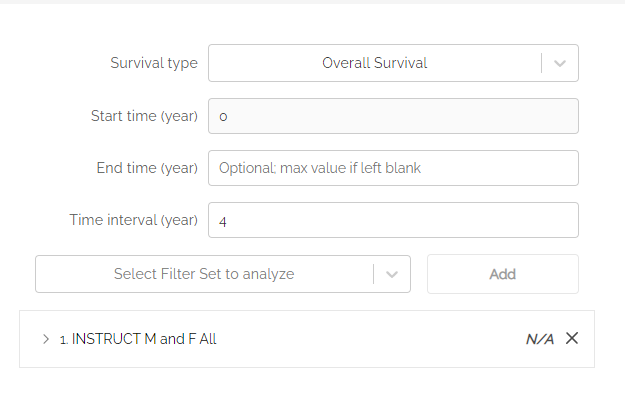 Survival type Overall Survival
Start time (year) 0
End time (year) Optional; max value if left blank
Time interval (year) 4
Select Filter Set to analyze Add
1. INSTRUCT M and F All N/A